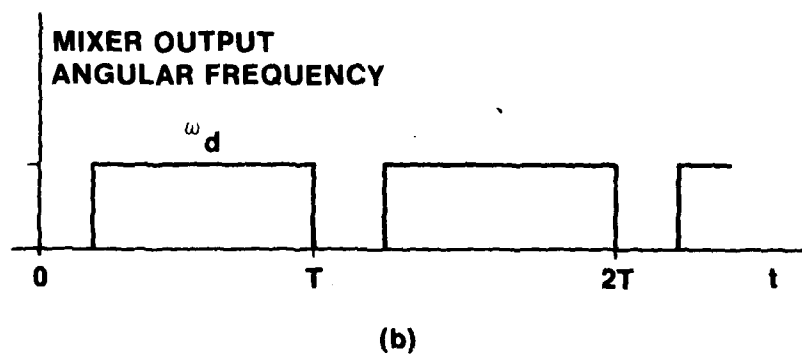 MIXER OUTPUT
ANGULAR FREQUENCY
ωd
0 T 2T t
(b)